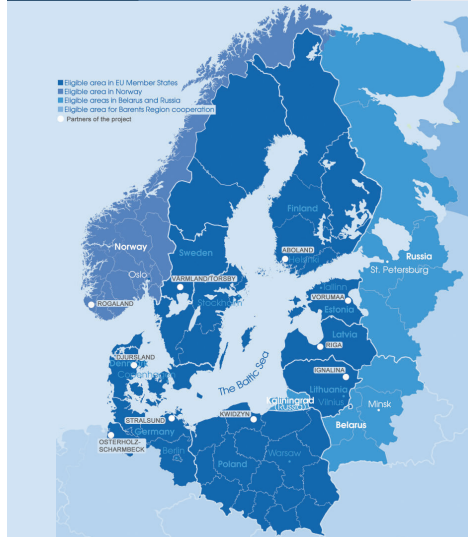 Eligible area in EU Member States
Eligible area in Norway
Eligible areas in Belarus and Russia
Eligible area for Barents Region cooperation
Partners of the project
Finland
Norway
Sweden
ABOLAND
Helsinki
Russia
Oslo
St. Petersburg
VÄRMLAND/TORSBY
Tallinn
VORUMAA
Stockholm
ROGALAND
Estonia
Latvia
RIGA
DJURSLAND
Denmark
Copenhagen
The Baltic Sea
IGNALINA
Lithuania
Kaliningrad
(Russia)
Vilnius
Minsk
KWIDZYN
STRALSUND
Belarus
Germany
OSTERHOLZ-
SCHARMBECK
Berlin
Poland
Warsaw